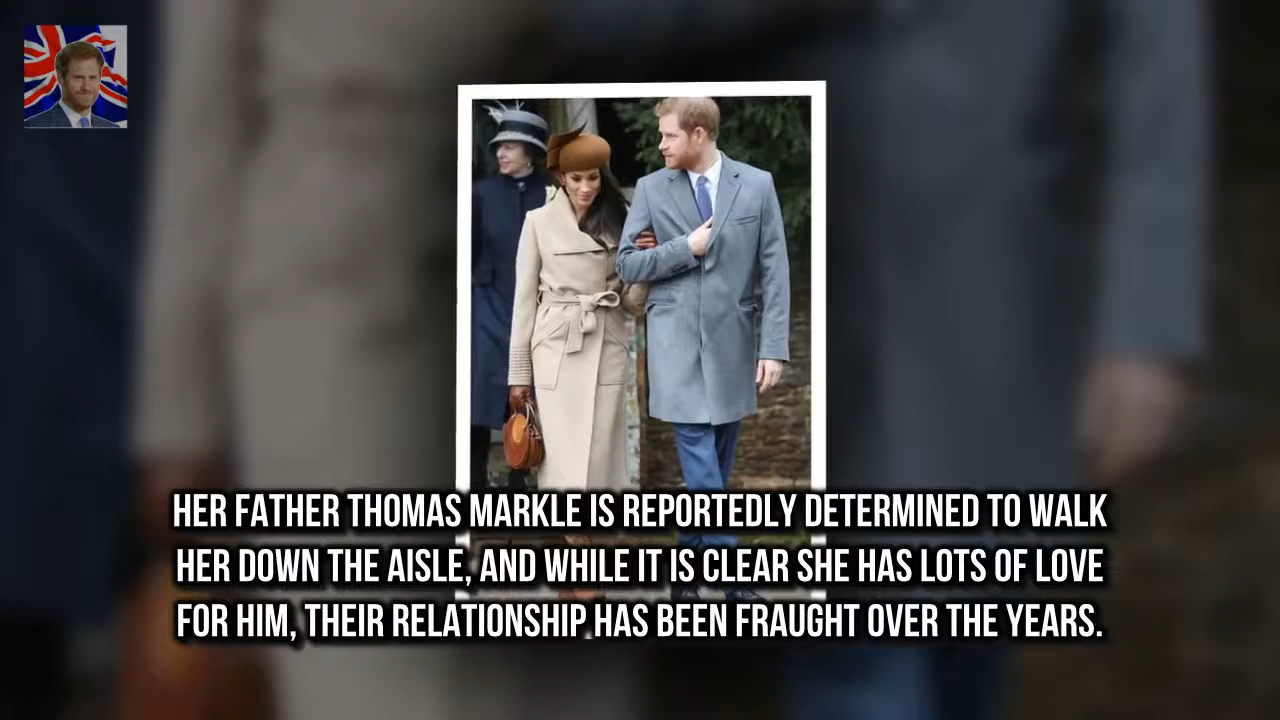 HER FATHER THOMAS MARKLE IS REPORTEDLY DETERMINED TO WALK
HER DOWN THE AISLE, AND WHILE IT IS CLEAR SHE HAS LOTS OF LOVE
FOR HIM, THEIR RELATIONSHIP HAS BEEN FRAUGHT OVER THE YEARS.